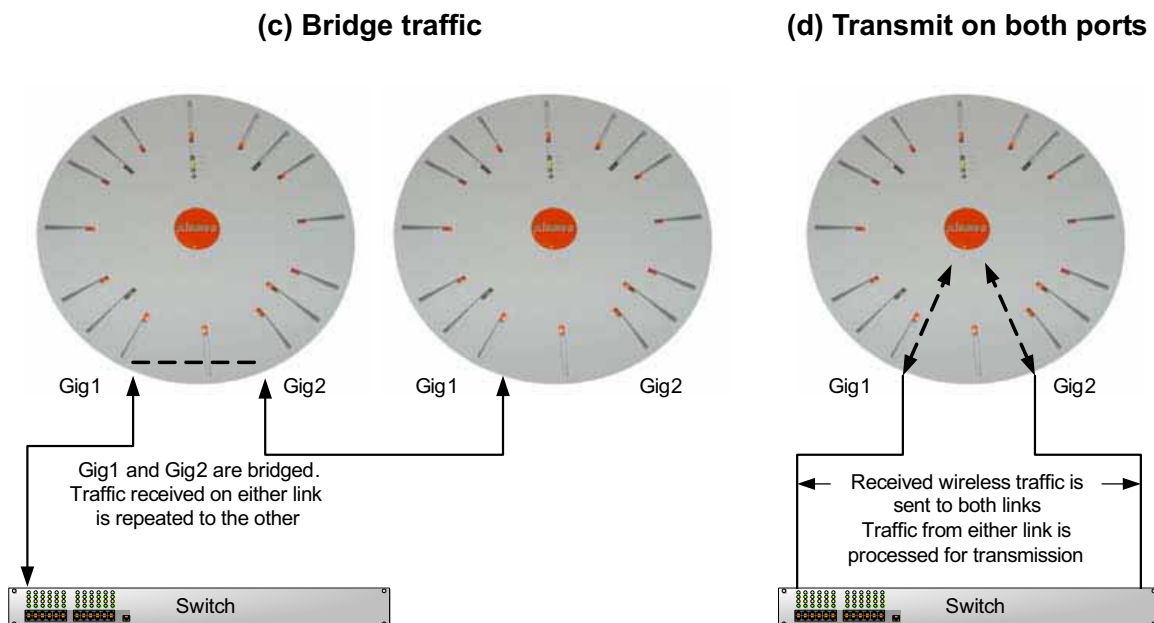 (c) Bridge traffic
(d) Transmit on both ports
Gig1
Gig2
Gig1
Gig2
Gig1
Gig2
Gig1 and Gig2 are bridged.
Traffic received on either link
is repeated to the other
Received wireless traffic is
sent to both links
Traffic from either link is
processed for transmission
Switch
Switch